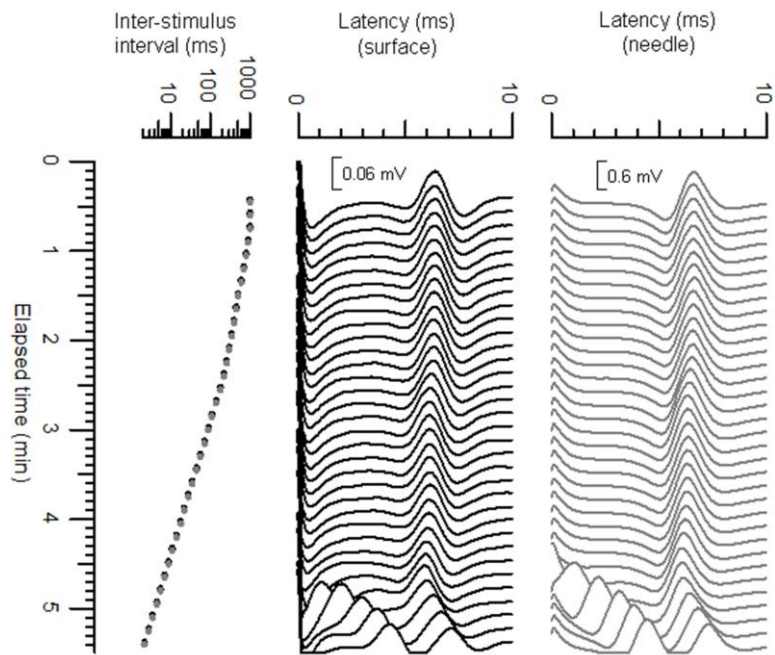 Inter-stimulus
interval (ms)
Latency (ms)
(surface)
Latency (ms)
(needle)
10
100
1000
0
10
0
10
0.06 mV
0.6 mV
0
1
2
3
4
5
Elapsed time (min)